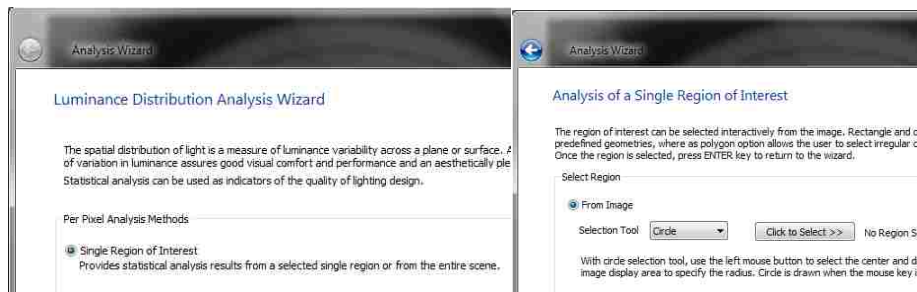 Analysis Wizard
Luminance Distribution Analysis Wizard
The spatial distribution of light is a measure of luminance variability across a plane or surface.
of variation in luminance assures good visual comfort and performance and an aesthetically
Statistical analysis can be used as indicators of the quality of lighting design.
Per Pixel Analysis Methods
Single Region of Interest
Provides statistical analysis results from a selected single region or from the entire scene.
Analysis Wizard
Analysis of a Single Region of Interest
The region of interest can be selected interactively from the image. Rectangle and
predefined geometries, where as polygon option allows the user to select irregular
Once the region is selected, press ENTER key to return to the wizard.
Select Region
From Image
Selection Tool Circle Click to Select >> No Region
With circle selection tool, use the left mouse button to select the center and
image display area to specify the radius. Circle is drawn when the mouse key